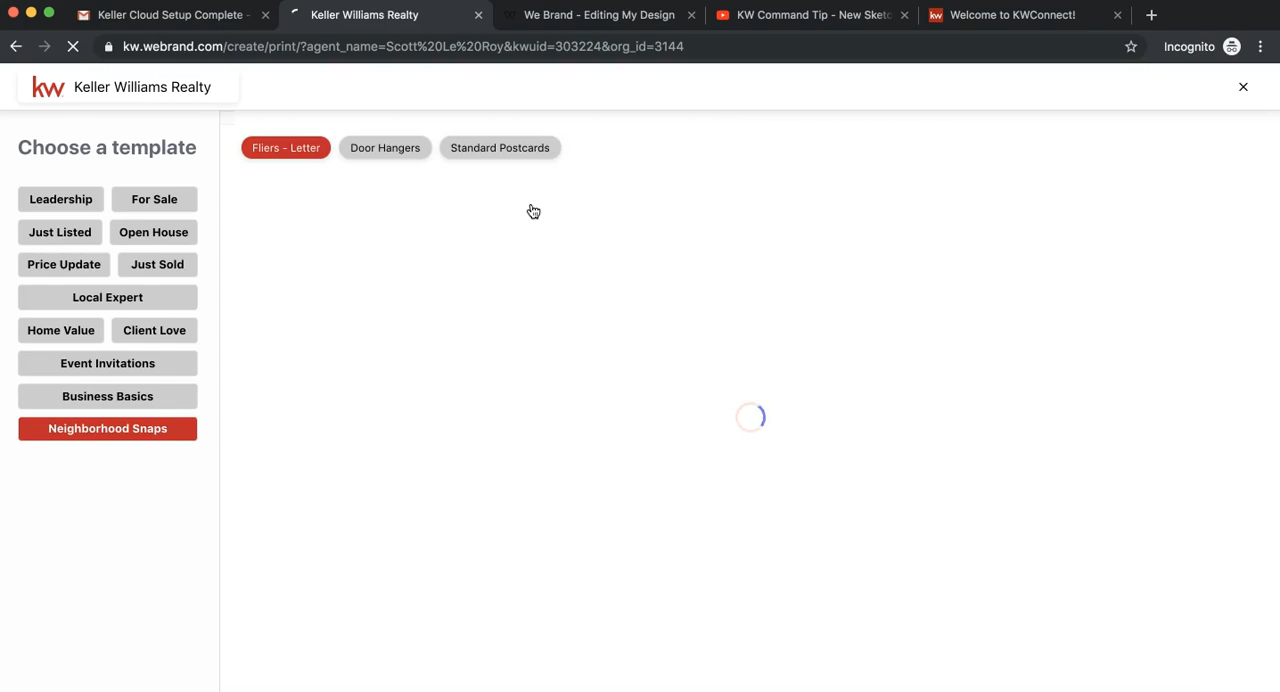 Keller Cloud Setup Complete -
Keller Williams Realty
We Brand - Editing My Design
KW Command Tip - New Sketc
kw
Welcome to KWConnect!
kw.webrand.com/create/print/?agent_name=Scott%20Le%20Roy&kwuid=303224&org_id=3144
Incognito
kw Keller Williams Realty
Choose a template
Fliers - Letter
Door Hangers
Standard Postcards
Leadership
For Sale
Just Listed
Open House
Price Update
Just Sold
Local Expert
Home Value
Client Love
Event Invitations
Business Basics
Neighborhood Snaps